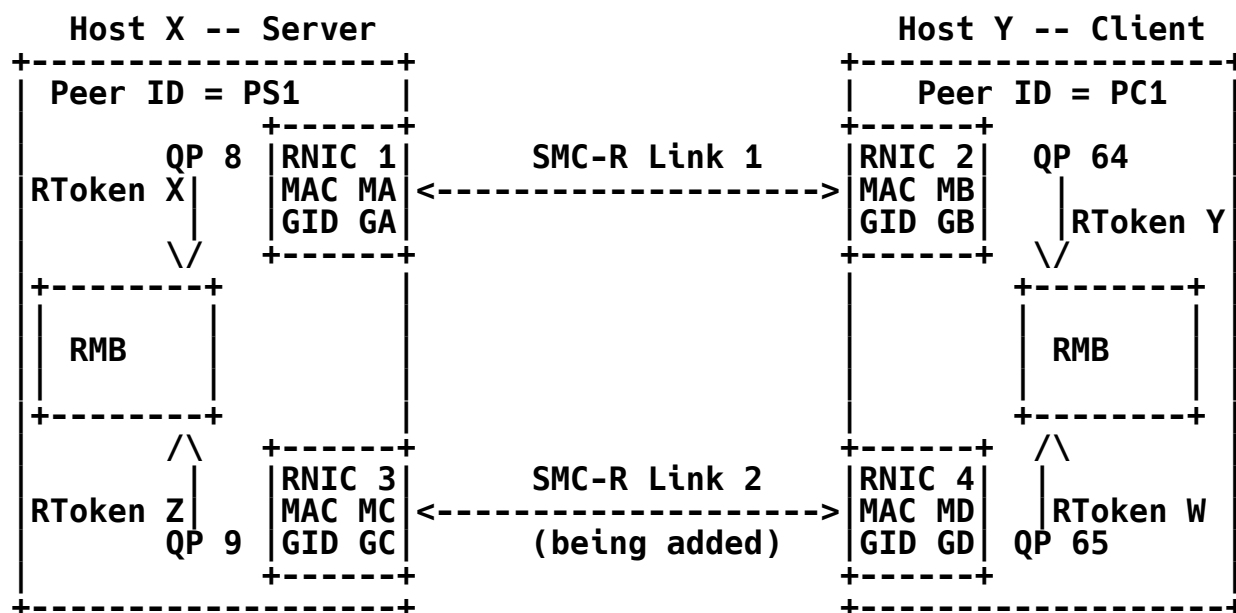 Host X -- Server Host Y -- Client
Peer ID = PS1 Peer ID = PC1
QP 8 RNIC 1 SMC-R Link 1 RNIC 2 QP 64
RToken X MAC MA MAC MB
GID GA GID GB RToken Y
RMB RMB
RNIC 3 SMC-R Link 2 RNIC 4
RToken Z MAC MC MAC MD RToken W
QP 9 GID GC (being added) GID GD QP 65